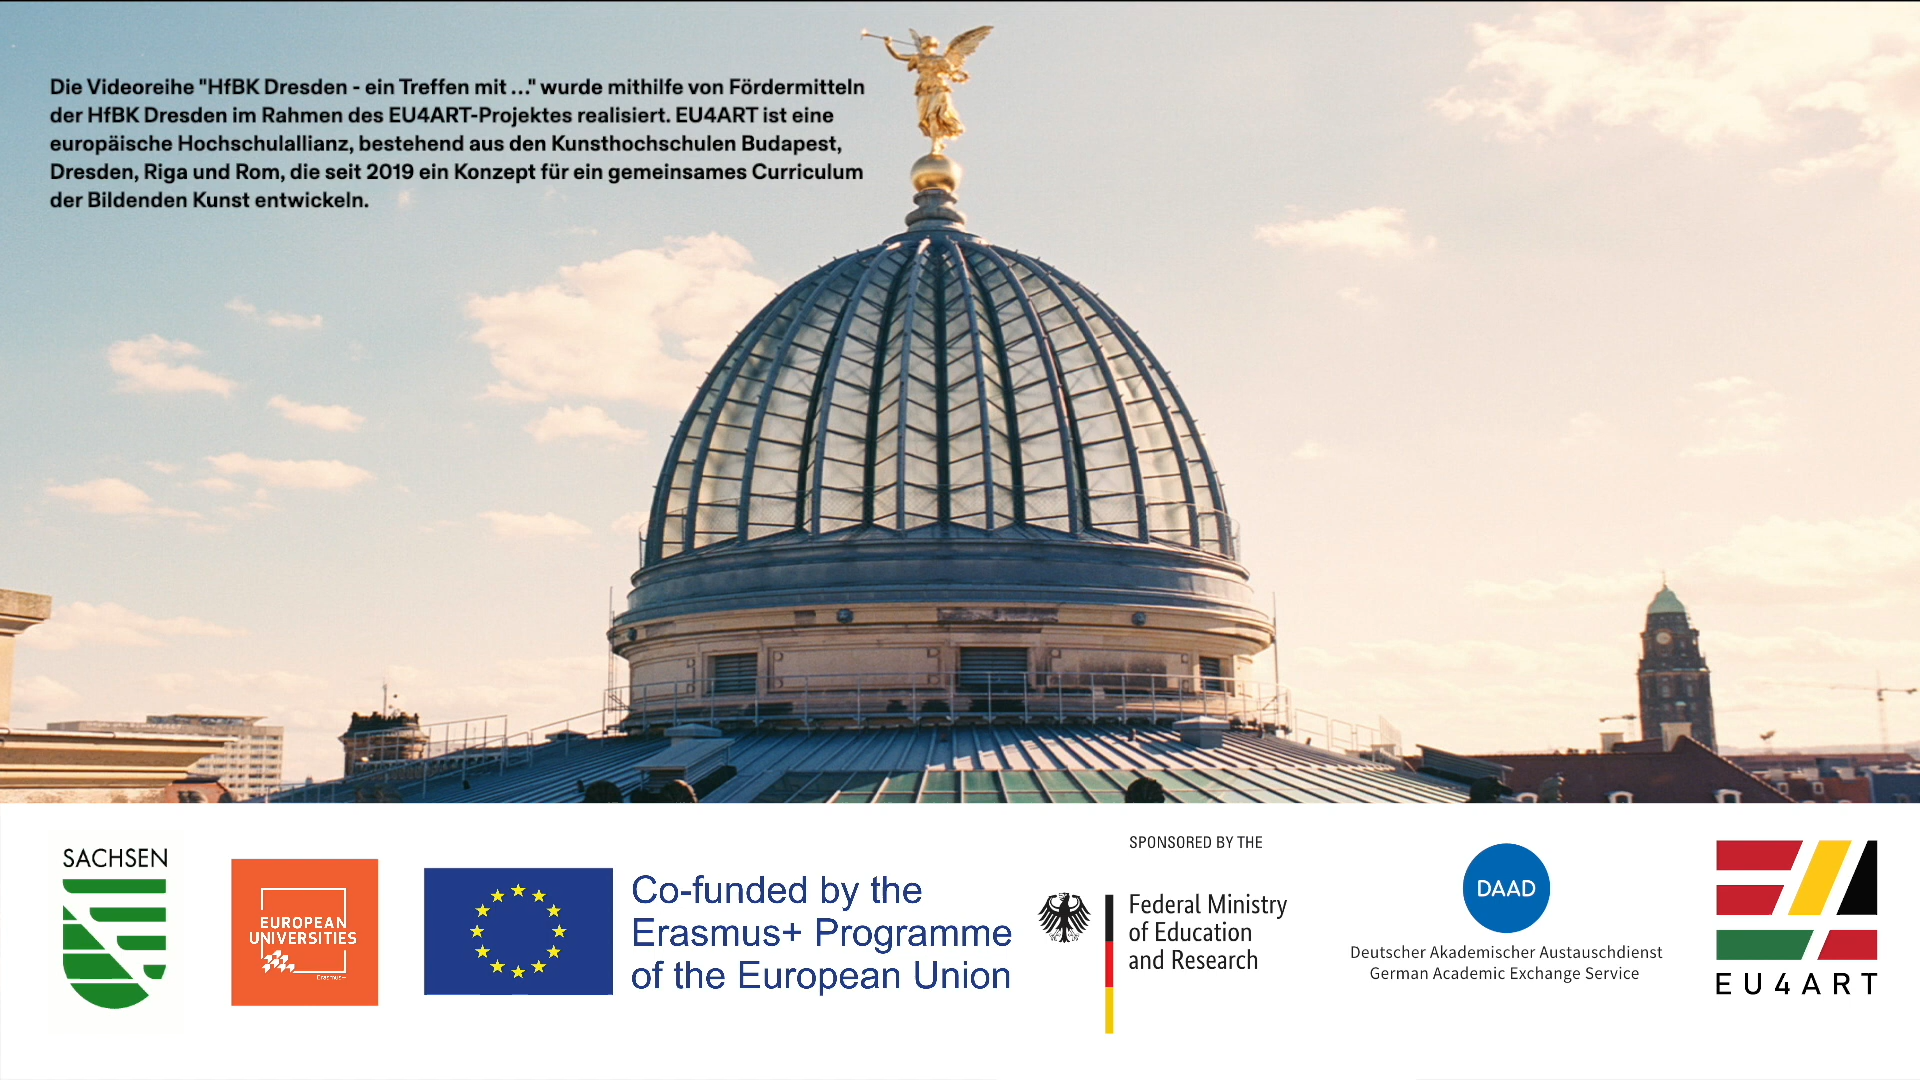 Die Videoreihe "HfBK Dresden - ein Treffen mit ..." wurde mithilfe von Fördermitteln
der HfBK Dresden im Rahmen des EU4ART-Projektes realisiert. EU4ART ist eine
europäische Hochschulallianz, bestehend aus den Kunsthochschulen Budapest,
Dresden, Riga und Rom, die seit 2019 ein Konzept für ein gemeinsames Curriculum
der Bildenden Kunst entwickeln.
SACHSEN
EUROPEAN
UNIVERSITIES
Erasmus+
Co-funded by the
Erasmus+ Programme
of the European Union
SPONSORED BY THE
Federal Ministry
of Education
and Research
DAAD
Deutscher Akademischer Austauschdienst
German Academic Exchange Service
EU4ART